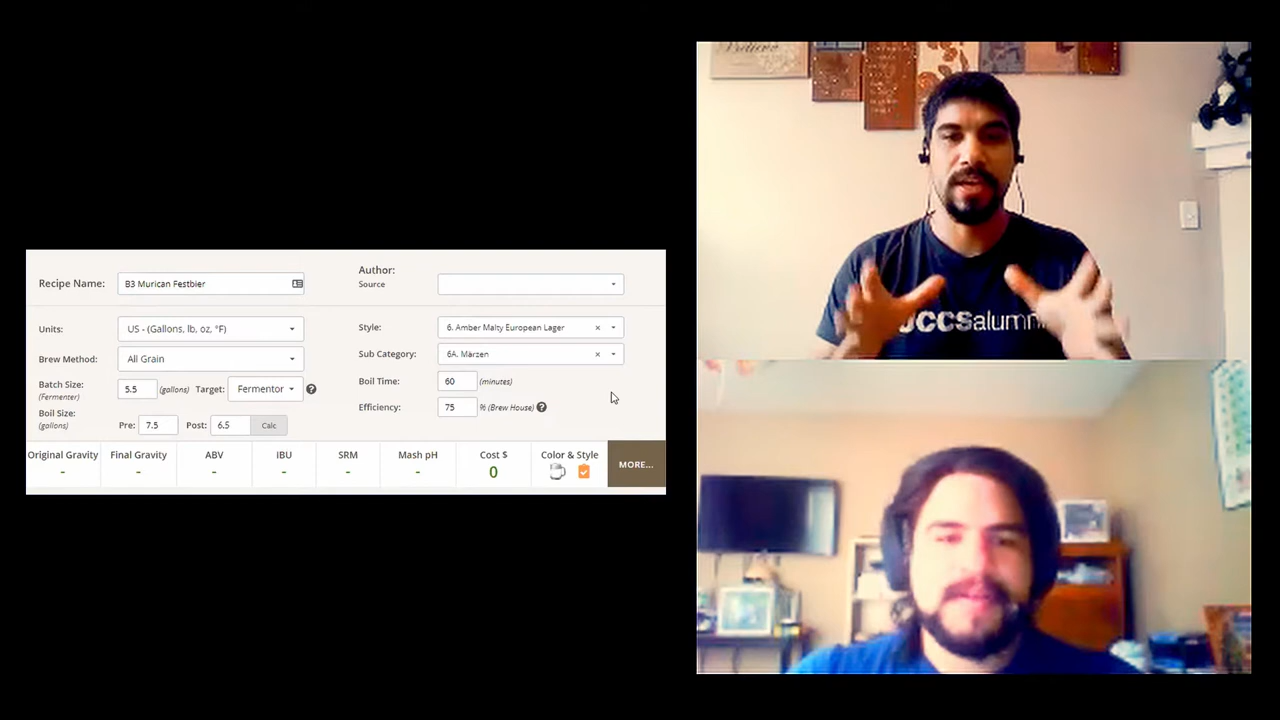 Recipe Name: B3 Murican Festbier
Author:
Source
Units: US - (Gallons, lb, oz, °F)
Style: 6. Amber Malty European Lager × 
Brew Method: All Grain
Sub Category: 6A. Märzen ×
Batch Size: 5.5 (gallons) Target: Fermentor ?
(Fermenter)
Boil Time: 60 (minutes)
Boil Size:
(gallons)
Pre: 7.5 Post: 6.5 Calc
Efficiency: 75 % (Brew House) ?
Original Gravity Final Gravity ABV IBU SRM Mash pH Cost $ Color & Style
- - - - - - 0
MORE...
UCCSalumni
Believe